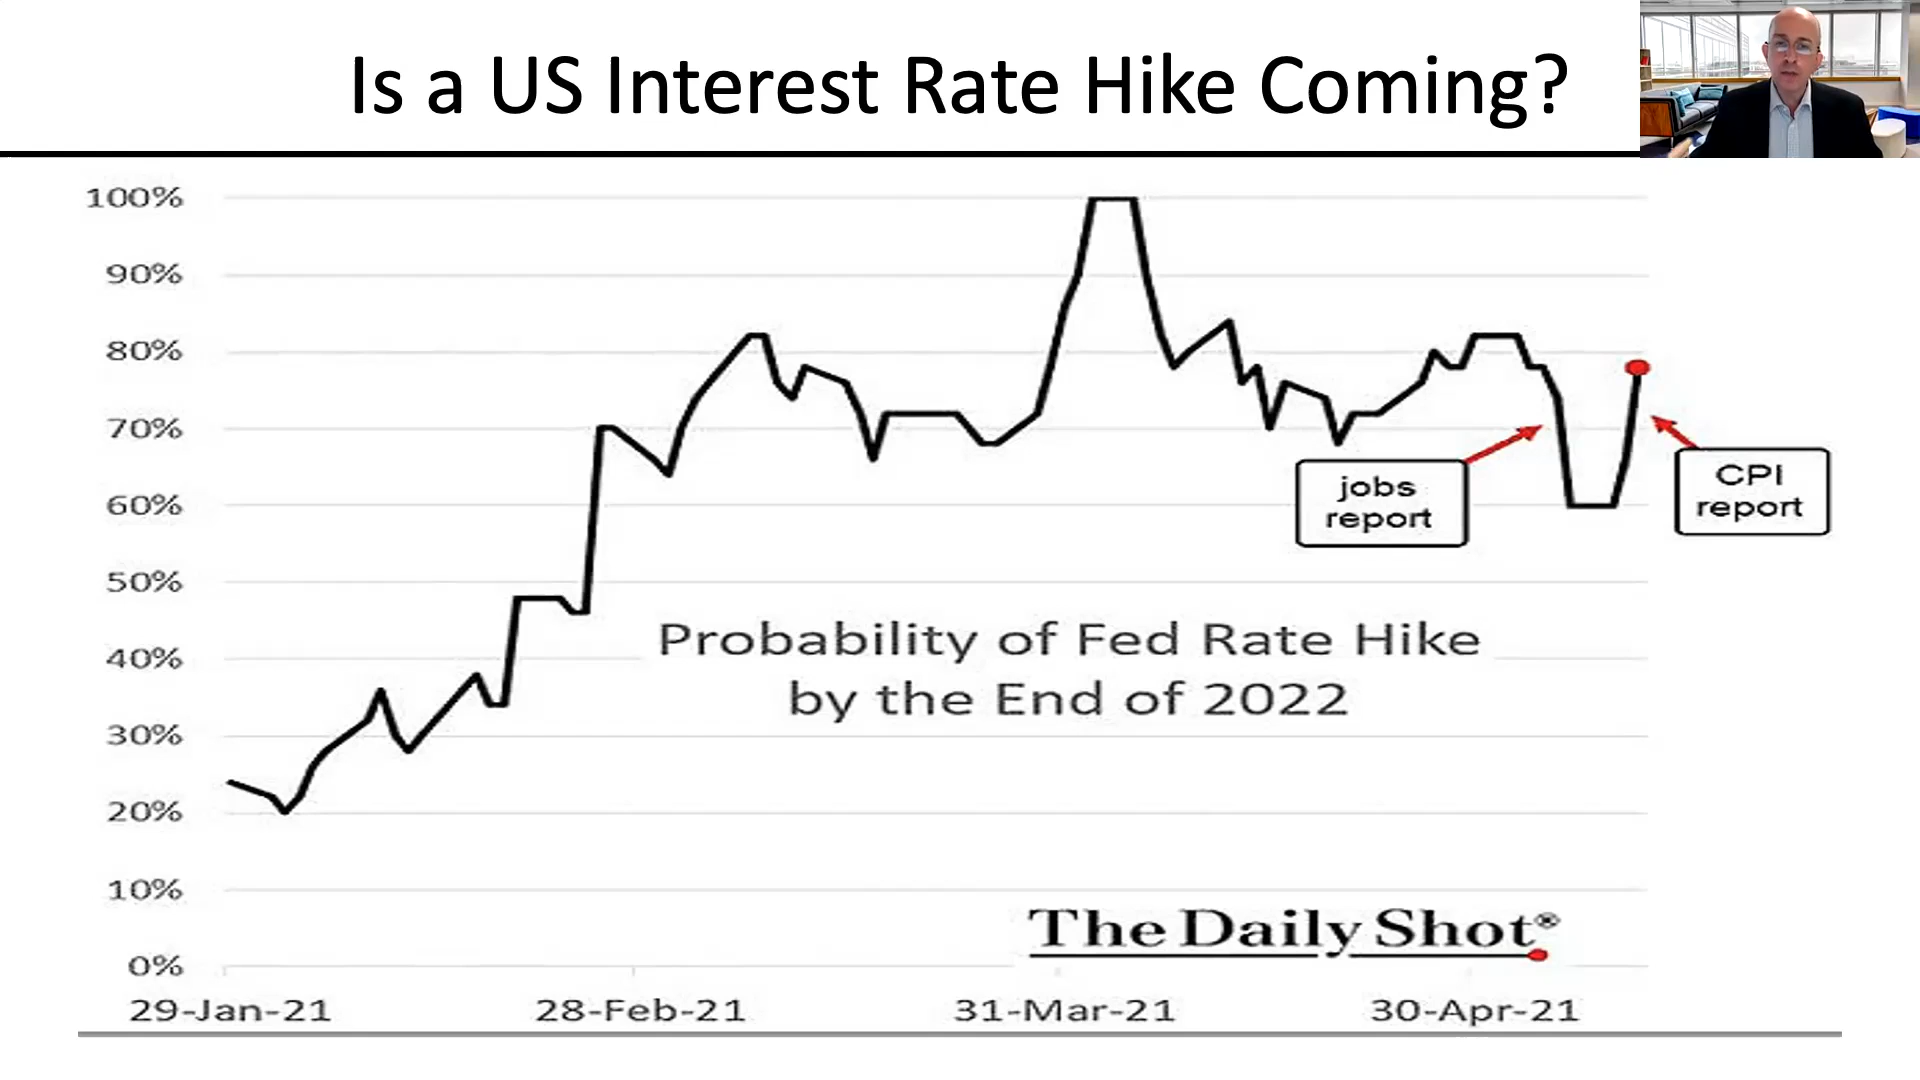 Is a US Interest Rate Hike Coming?
100%
90%
80%
70%
60%
50%
40%
30%
20%
10%
0%
jobs
report
CPI
report
Probability of Fed Rate Hike
by the End of 2022
The Daily Shot®
29-Jan-21
28-Feb-21
31-Mar-21
30-Apr-21